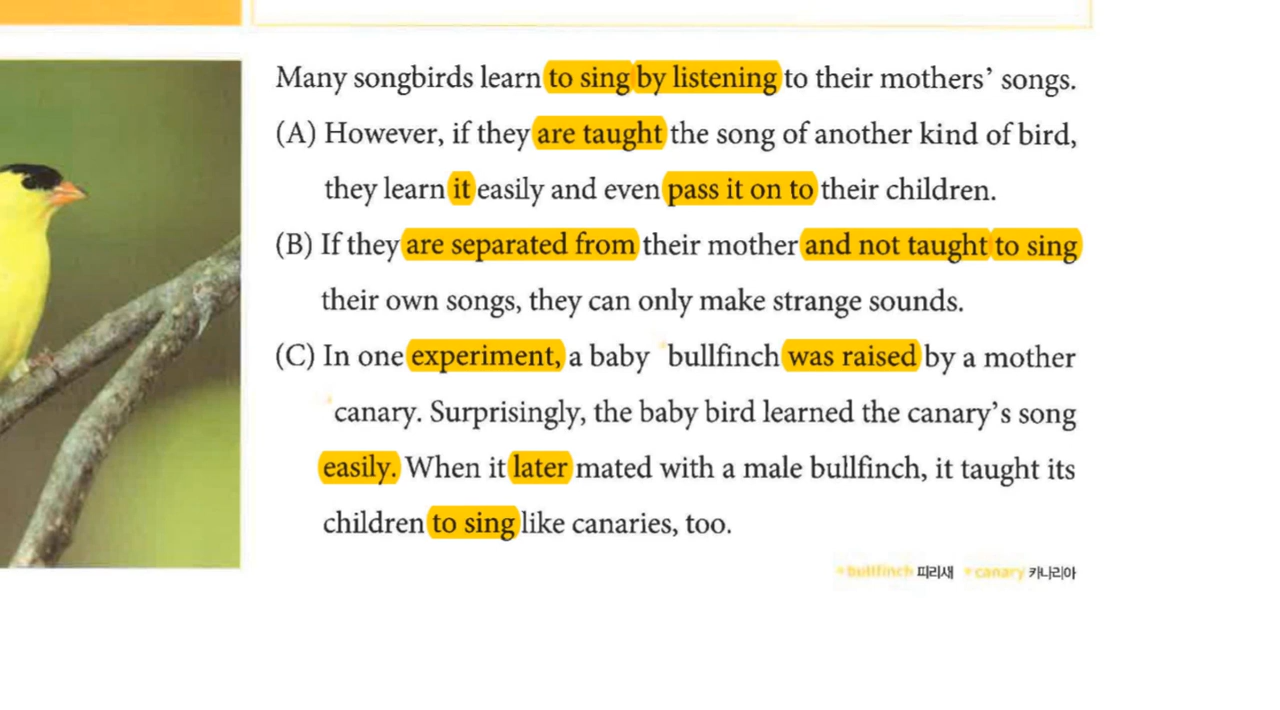 Many songbirds learn to sing by listening to their mothers' songs.
(A) However, if they are taught the song of another kind of bird,
they learn it easily and even pass it on to their children.
(B) If they are separated from their mother and not taught to sing
their own songs, they can only make strange sounds.
(C) In one experiment, a baby *bullfinch was raised by a mother
*canary. Surprisingly, the baby bird learned the canary's song
easily. When it later mated with a male bullfinch, it taught its
children to sing like canaries, too.
*bullfinch 피리새 *canary 카나리아